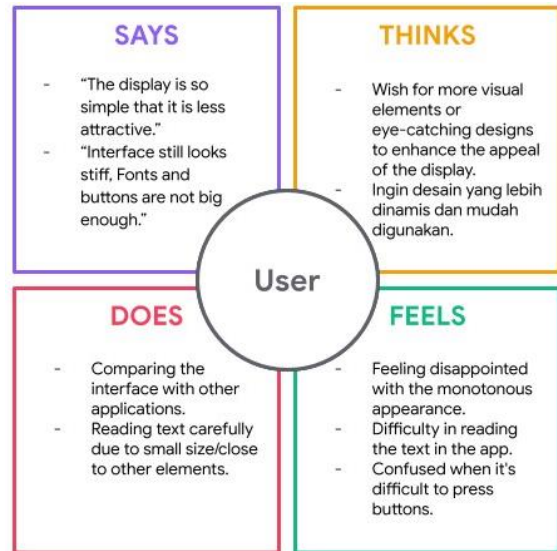 SAYS
- “The display is so
simple that it is less
attractive.”
- “Interface still looks
stiff, Fonts and
buttons are not big
enough.”
THINKS
- Wish for more visual
elements or
eye-catching designs
to enhance the appeal
of the display.
- Ingin desain yang lebih
dinamis dan mudah
digunakan.
User
DOES
- Comparing the
interface with other
applications.
- Reading text carefully
due to small size/close
to other elements.
FEELS
- Feeling disappointed
with the monotonous
appearance.
- Difficulty in reading
the text in the app.
- Confused when it's
difficult to press
buttons.